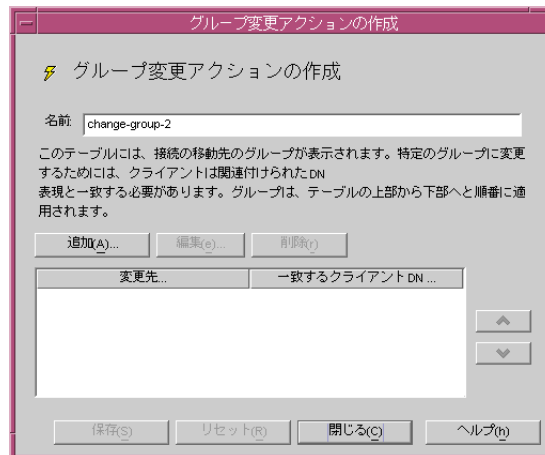 グループ変更アクションの作成
グループ変更アクションの作成
名前: change-group-2
このテーブルには、接続の移動先のグループが表示されます。特定のグループに変更
するためには、クライアントは関連付けられた DN
表現と一致する必要があります。グループは、テーブルの上部から下部へと順番に適
用されます。
追加(A)... 編集(e)... 削除(r)
変更先... 一致するクライアント DN ...
保存(S) リセット(R) 閉じる(C) ヘルプ(h)